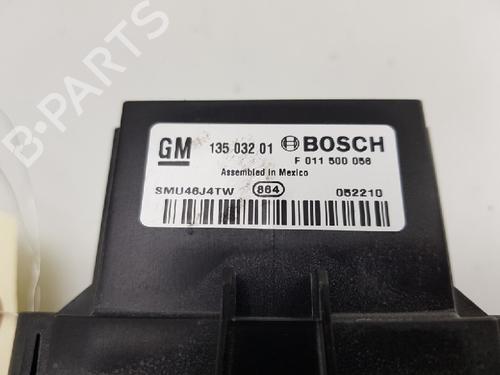 B-PARTS
GM 135 032 01 BOSCH
F 011 500 056
Assembled in Mexico
SMU46J4TW 864 052210